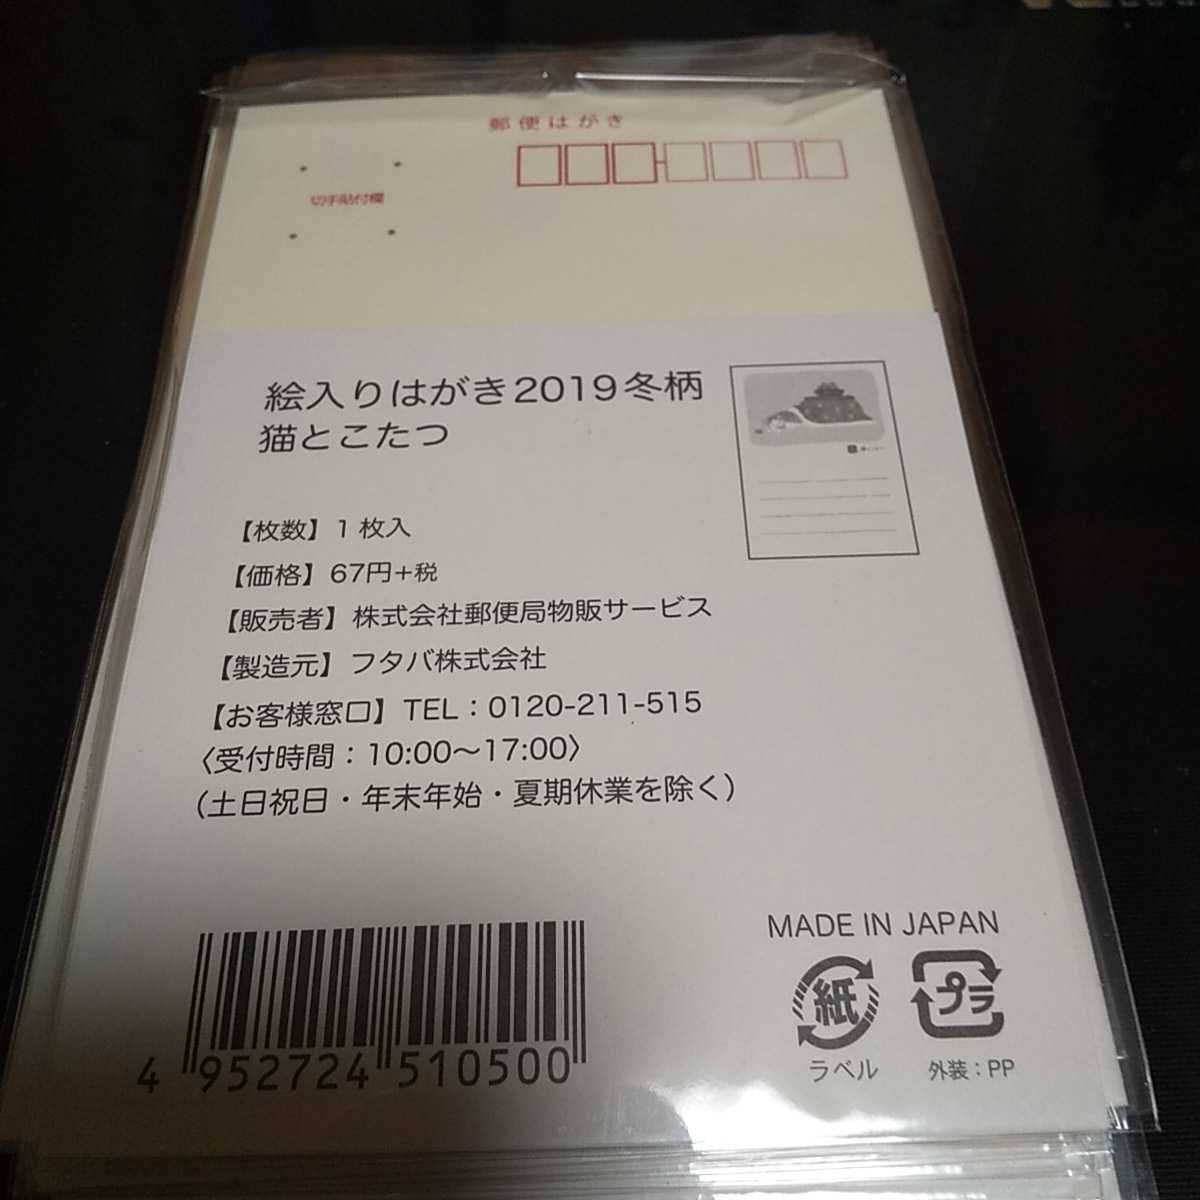 郵便はがき
切手貼付欄
絵入りはがき2019冬柄
猫とこたつ
【枚数】1枚入
【価格】67円+税
【販売者】株式会社郵便局物販サービス
【製造元】フタバ株式会社
【お客様窓口】TEL：0120-211-515
〈受付時間：10:00〜17:00〉
（土日祝日・年末年始・夏期休業を除く）
MADE IN JAPAN
紙
プラ
ラベル
外装：PP
4 952724 510500